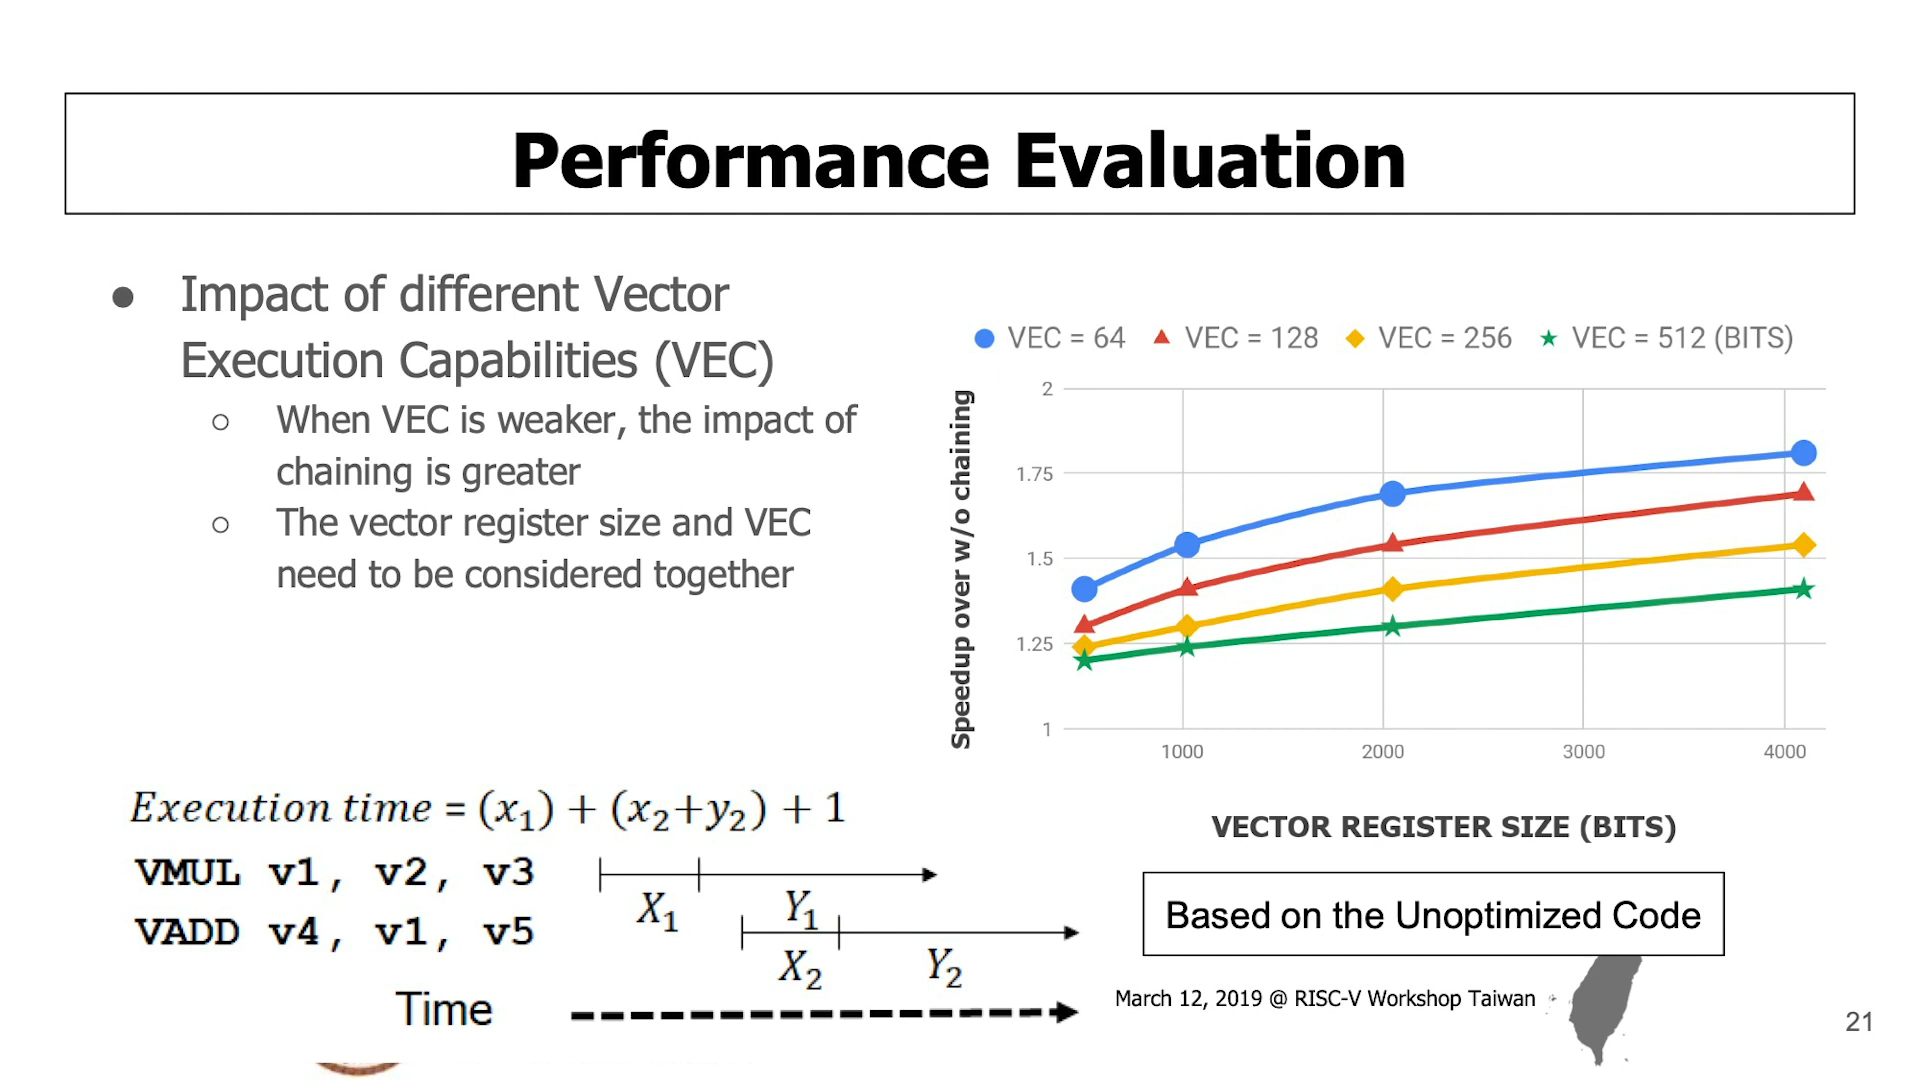 Performance Evaluation
● Impact of different Vector
Execution Capabilities (VEC)
○ When VEC is weaker, the impact of
chaining is greater
○ The vector register size and VEC
need to be considered together
VEC = 64 VEC = 128 VEC = 256 VEC = 512 (BITS)
Speedup over w/o chaining
2
1.75
1.5
1.25
1
1000 2000 3000 4000
VECTOR REGISTER SIZE (BITS)
Execution time = (x₁) + (x₂+y₂) + 1
VMUL v1, v2, v3
X₁ Y₁
VADD v4, v1, v5
X₂ Y₂
Time
Based on the Unoptimized Code
March 12, 2019 @ RISC-V Workshop Taiwan
21